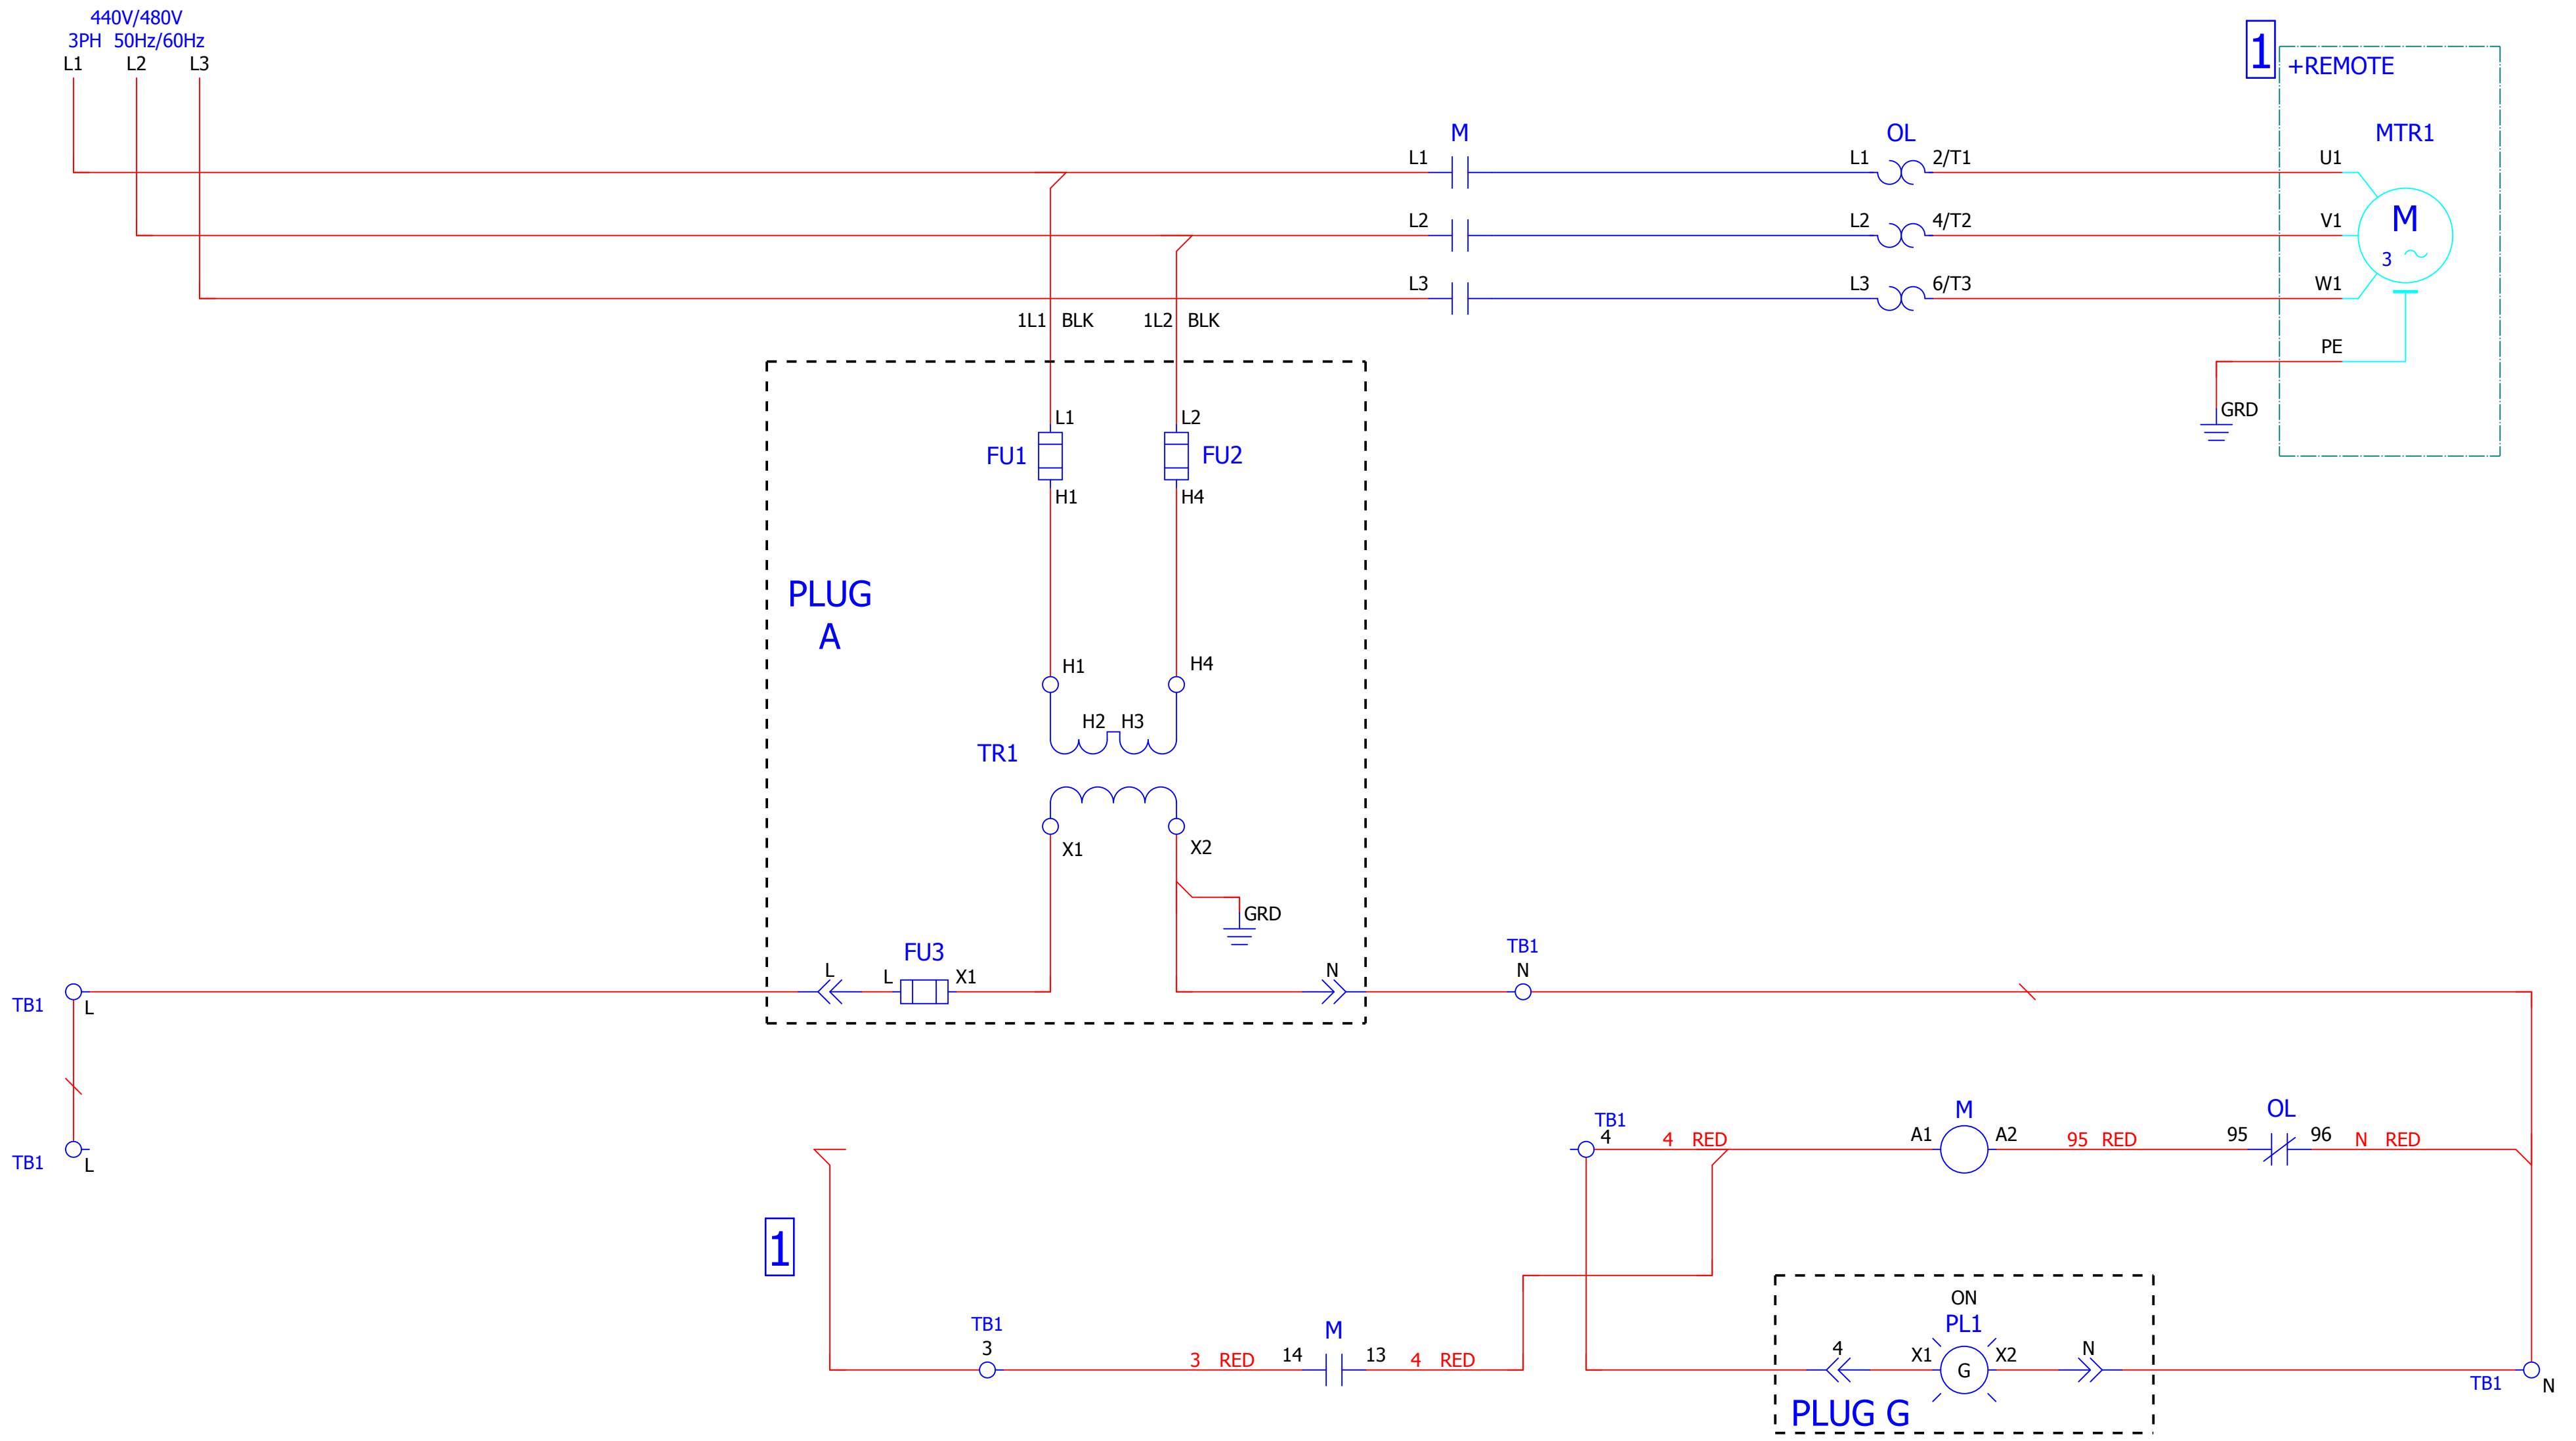 440V/480V
3PH 50Hz/60Hz
L1 L2 L3
1
+REMOTE
M OL MTR1
L1 L1 2/T1 U1
L2 L2 4/T2 V1
M
3
L3 L3 6/T3 W1
1L1 BLK 1L2 BLK
PE
GRD
L1 L2
FU1 FU2
H1 H4
PLUG
A
H1 H4
H2 H3
TR1
X1 X2
GRD
FU3
L L X1 N
TB1
N
TB1 L
TB1
4
4 RED
M
A1 A2
95 RED
OL
95 96
N RED
TB1 L
1
TB1
3
3 RED
M
14 13
4 RED
ON
PL1
4 X1 G X2 N
PLUG G
TB1 N